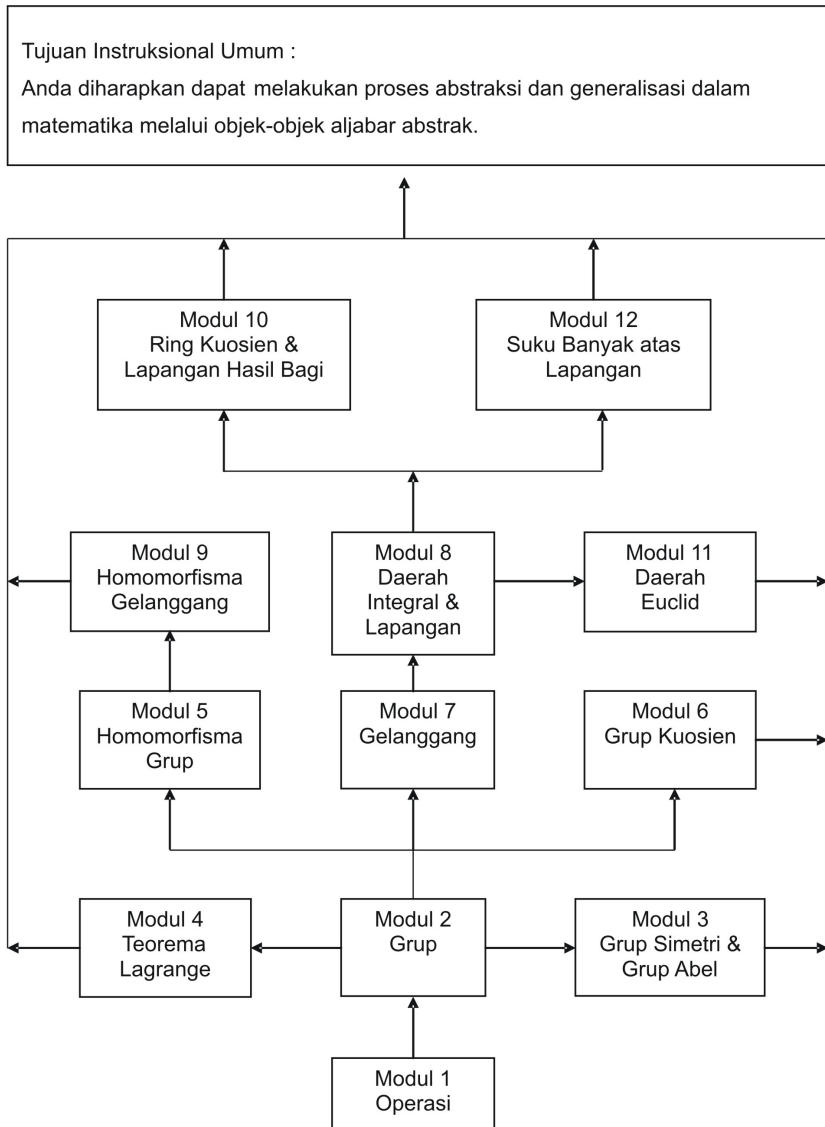 Tujuan Instruksional Umum :
Anda diharapkan dapat melakukan proses abstraksi dan generalisasi dalam
matematika melalui objek-objek aljabar abstrak.
Modul 10
Ring Kuosien &
Lapangan Hasil Bagi
Modul 12
Suku Banyak atas
Lapangan
Modul 9
Homomorfisma
Gelanggang
Modul 8
Daerah
Integral &
Lapangan
Modul 11
Daerah
Euclid
Modul 5
Homomorfisma
Grup
Modul 7
Gelanggang
Modul 6
Grup Kuosien
Modul 4
Teorema
Lagrange
Modul 2
Grup
Modul 3
Grup Simetri &
Grup Abel
Modul 1
Operasi